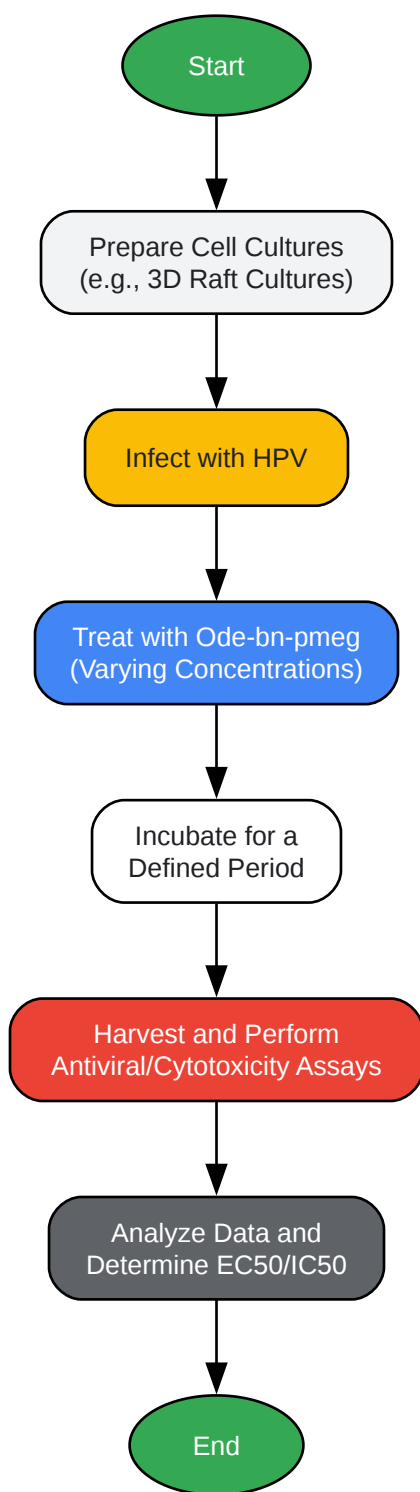 Start
Prepare Cell Cultures
(e.g., 3D Raft Cultures)
Infect with HPV
Treat with Ode-bn-pmeg
(Varying Concentrations)
Incubate for a
Defined Period
Harvest and Perform
Antiviral/Cytotoxicity Assays
Analyze Data and
Determine EC50/IC50
End